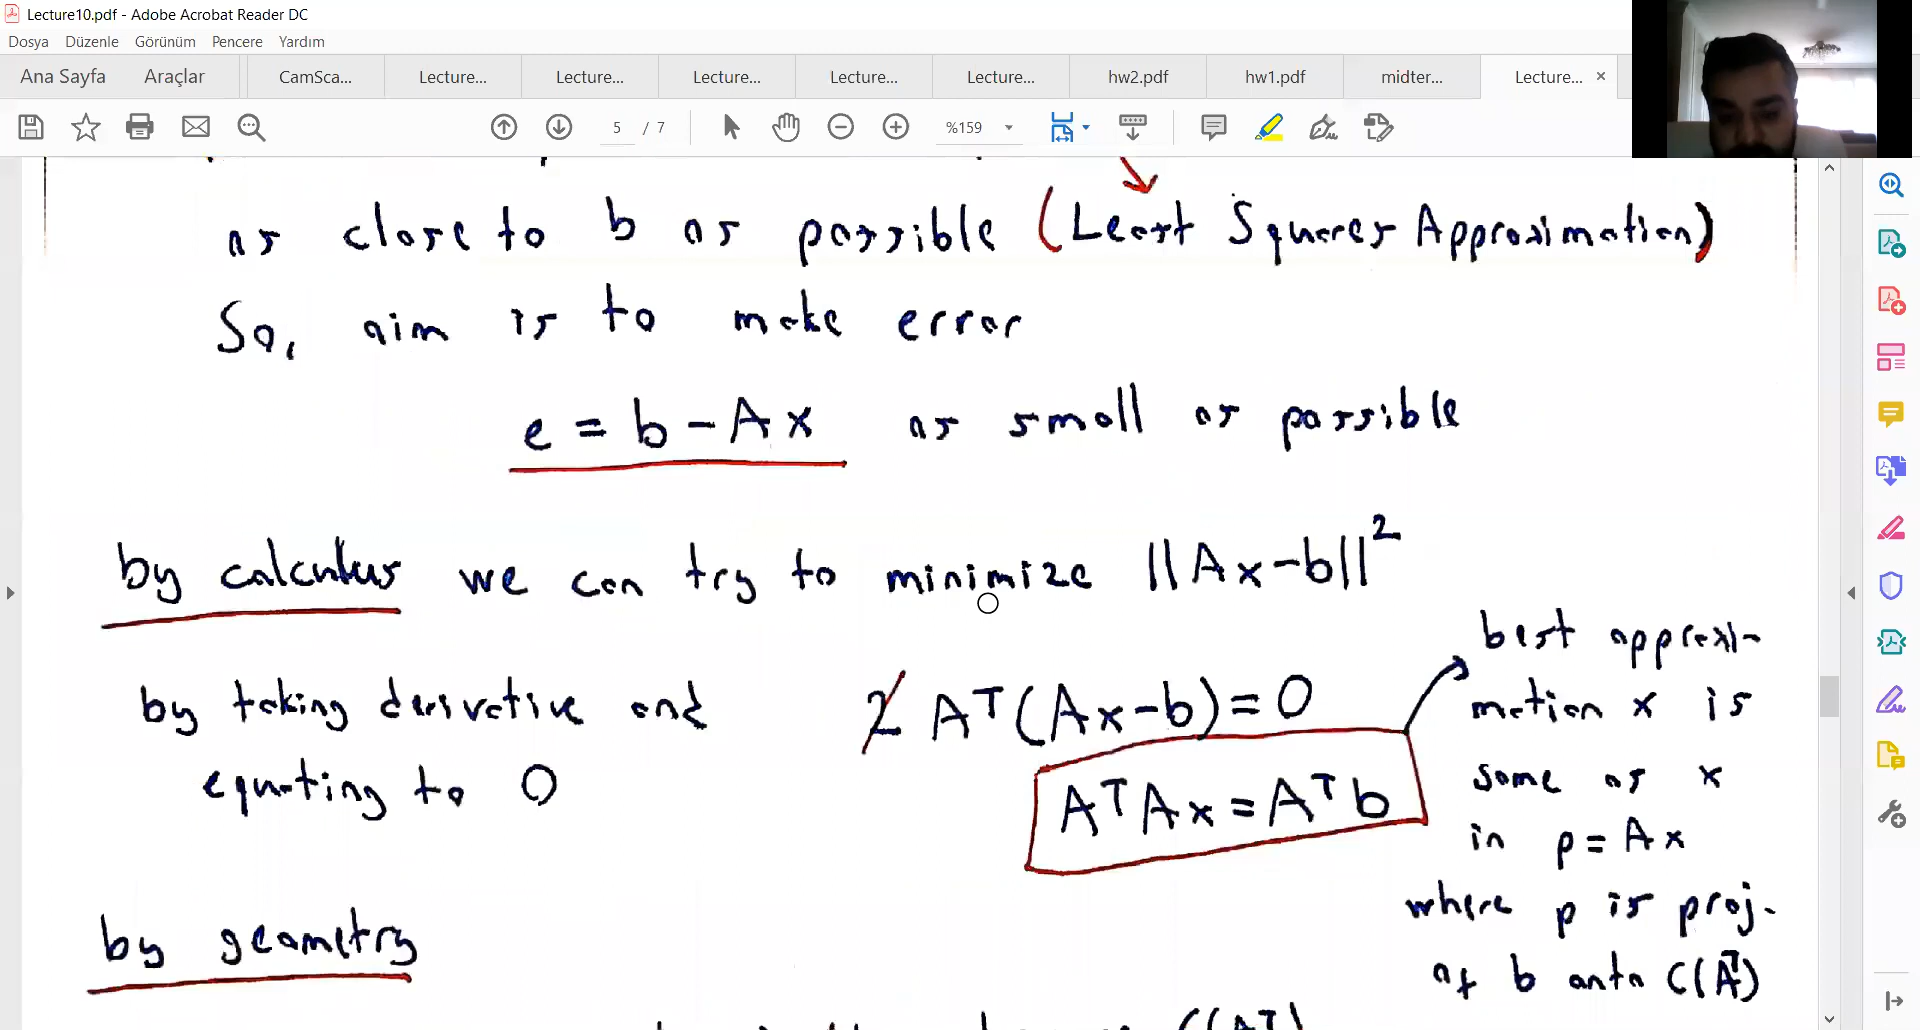 Lecture10.pdf - Adobe Acrobat Reader DC
Dosya Düzenle Görünüm Pencere Yardım
Ana Sayfa Araçlar CamSca... Lecture... Lecture... Lecture... Lecture... Lecture... hw2.pdf hw1.pdf midter... Lecture... ×
5 / 7 %159
as close to b as possible (Least Squares Approximation)
So, aim is to make error
e = b - Ax as small as possible
by calculus we can try to minimize ||Ax-b||²
by taking derivative and 2 Aᵀ(Ax-b) = 0
equating to 0
AᵀAx = Aᵀb
best approxi-
mation x is
same as x
in p = Ax
where p is proj.
of b onto C(Aᵀ)
by geometry